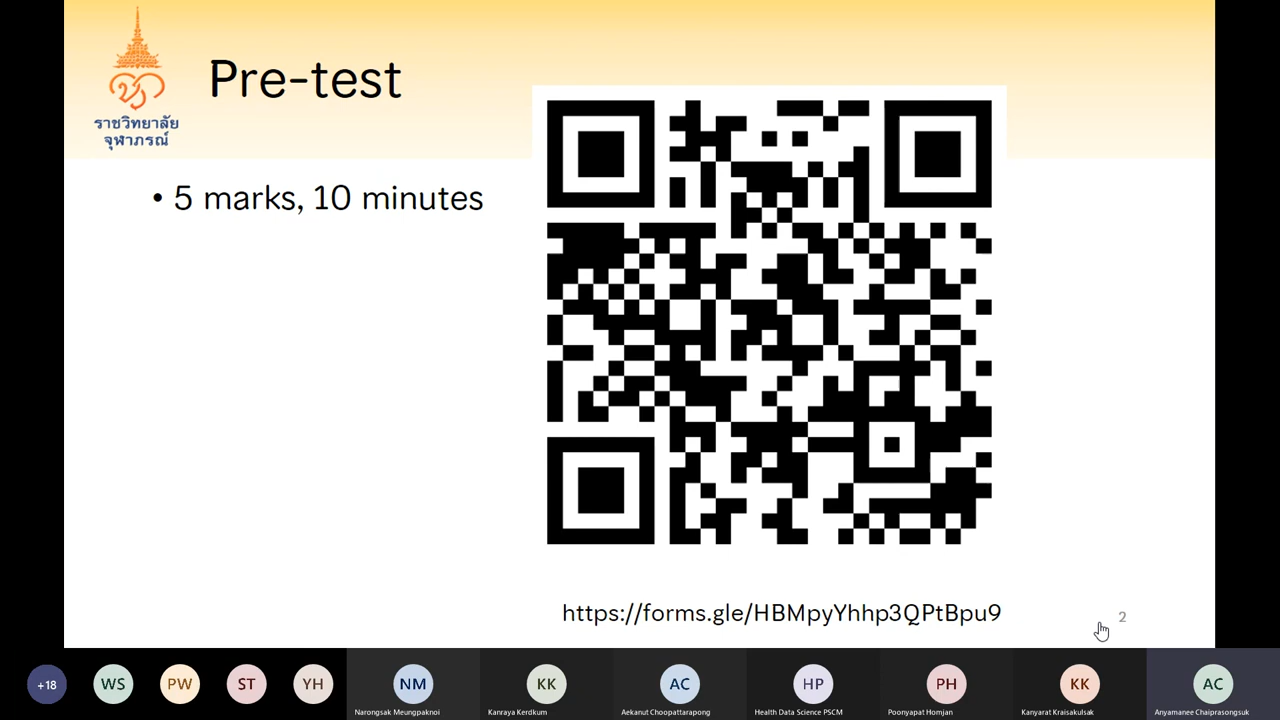 Pre-test
ราชวิทยาลัย
จุฬาภรณ์
• 5 marks, 10 minutes
https://forms.gle/HBMpyYhhp3QPtBpu9
2
+18
WS
PW
ST
YH
NM
Narongsak Meungpaknoi
KK
Kanraya Kerdkum
AC
Aekanut Choopattarapong
HP
Health Data Science PSCM
PH
Poonyapat Homjan
KK
Kanyarat Kraisakulsak
AC
Anyamanee Chaiprasongsuk